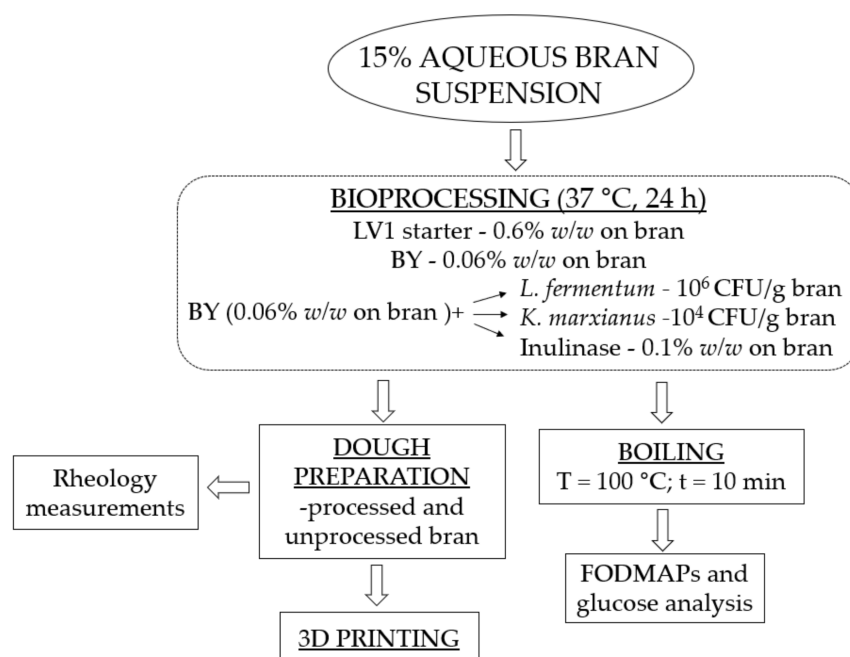 15% AQUEOUS BRAN
SUSPENSION
BIOPROCESSING (37 °C, 24 h)
LV1 starter - 0.6% w/w on bran
BY - 0.06% w/w on bran
BY (0.06% w/w on bran )+
L. fermentum - 10⁶ CFU/g bran
K. marxianus -10⁴ CFU/g bran
Inulinase - 0.1% w/w on bran
Rheology
measurements
DOUGH
PREPARATION
-processed and
unprocessed bran
BOILING
T = 100 °C; t = 10 min
FODMAPs and
glucose analysis
3D PRINTING